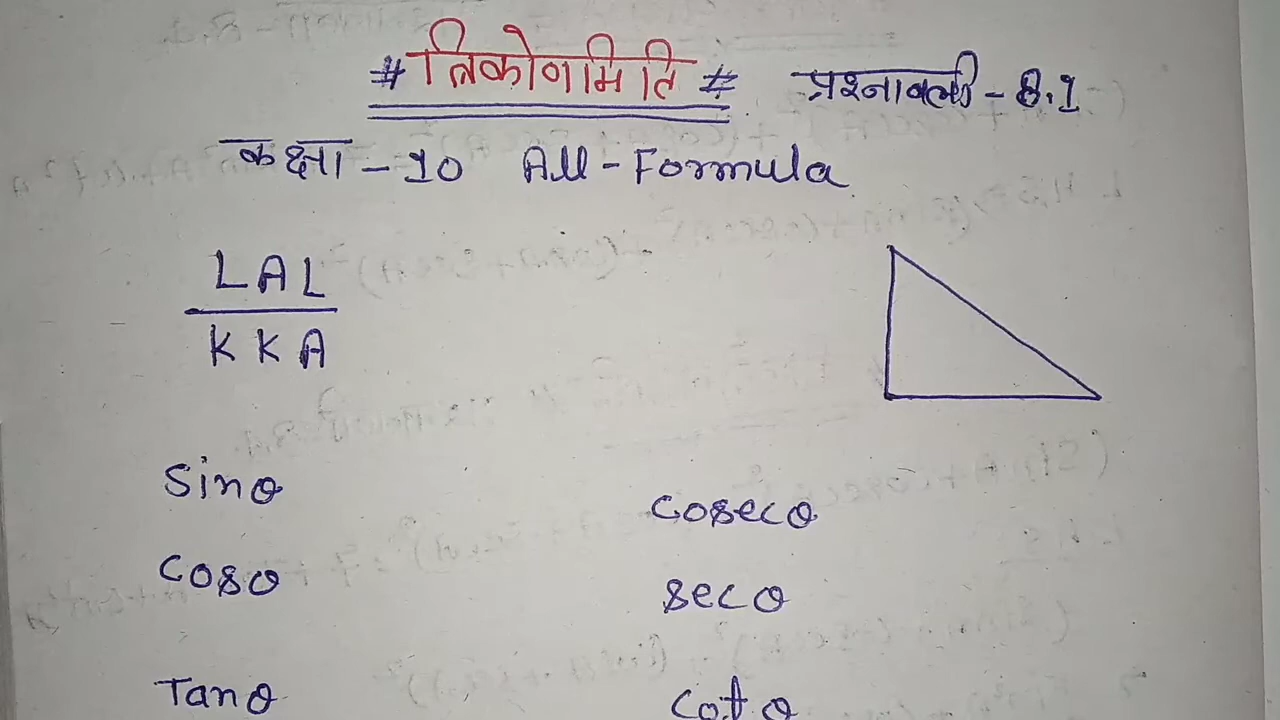 # त्रिकोणमिति # प्रश्नावली - 8.1
कक्षा - 10 All - Formula
LAL
KKA
Sinθ
Cosecθ
Cosθ
Secθ
Tanθ
Cotθ